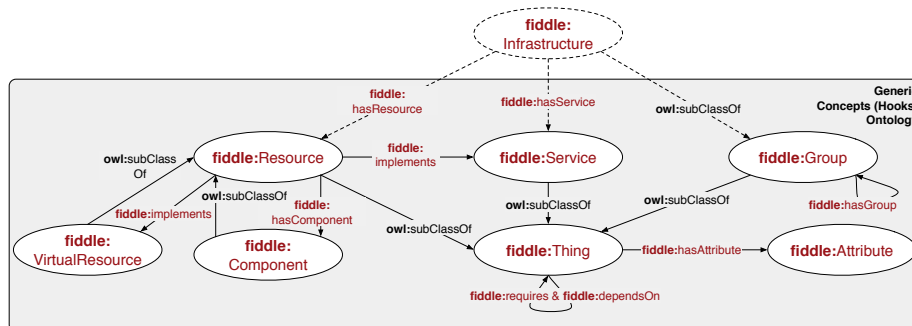 fiddle:
Infrastructure
Generi
Concepts (Hooks
Ontolog
fiddle:
hasResource
fiddle:hasService
owl:subClassOf
owl:subClass
Of
fiddle:Resource
fiddle:
implements
fiddle:Service
fiddle:Group
owl:subClassOf
fiddle:implements
fiddle:
hasComponent
owl:subClassOf
owl:subClassOf
owl:subClassOf
fiddle:hasGroup
fiddle:
VirtualResource
fiddle:
Component
fiddle:Thing
fiddle:hasAttribute
fiddle:Attribute
fiddle:requires & fiddle:dependsOn